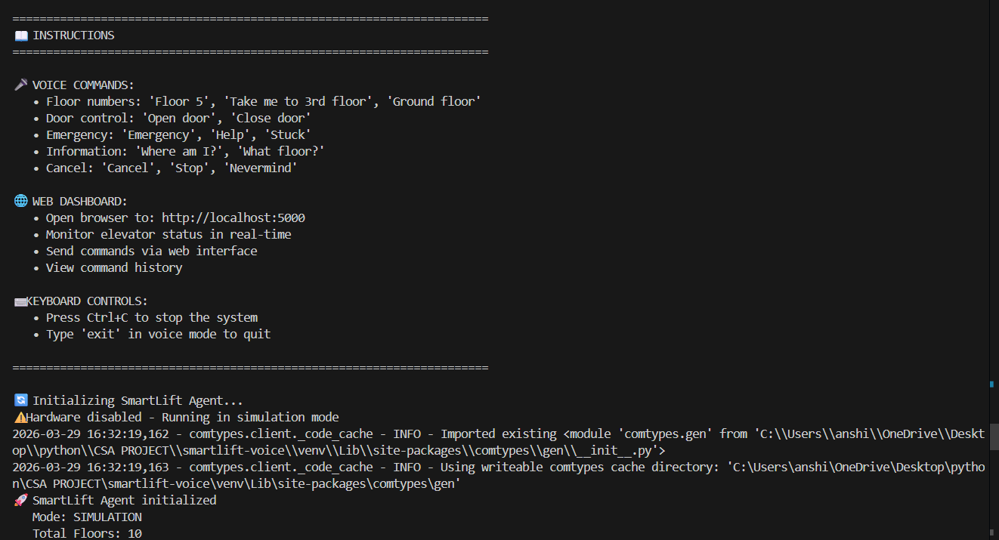 ======================================================================
📖 INSTRUCTIONS
======================================================================
🎤 VOICE COMMANDS:
• Floor numbers: 'Floor 5', 'Take me to 3rd floor', 'Ground floor'
• Door control: 'Open door', 'Close door'
• Emergency: 'Emergency', 'Help', 'Stuck'
• Information: 'Where am I?', 'What floor?'
• Cancel: 'Cancel', 'Stop', 'Nevermind'
🌐 WEB DASHBOARD:
• Open browser to: http://localhost:5000
• Monitor elevator status in real-time
• Send commands via web interface
• View command history
⌨️KEYBOARD CONTROLS:
• Press Ctrl+C to stop the system
• Type 'exit' in voice mode to quit
======================================================================
🔄 Initializing SmartLift Agent...
⚠️Hardware disabled - Running in simulation mode
2026-03-29 16:32:19,162 - comtypes.client._code_cache - INFO - Imported existing <module 'comtypes.gen' from 'C:\\Users\\anshi\\OneDrive\\Deskt
op\\python\\CSA PROJECT\\smartlift-voice\\venv\\Lib\\site-packages\\comtypes\\gen\\__init__.py'>
2026-03-29 16:32:19,163 - comtypes.client._code_cache - INFO - Using writeable comtypes cache directory: 'C:\Users\anshi\OneDrive\Desktop\pytho
n\CSA PROJECT\smartlift-voice\venv\Lib\site-packages\comtypes\gen'
🚀 SmartLift Agent initialized
Mode: SIMULATION
Total Floors: 10